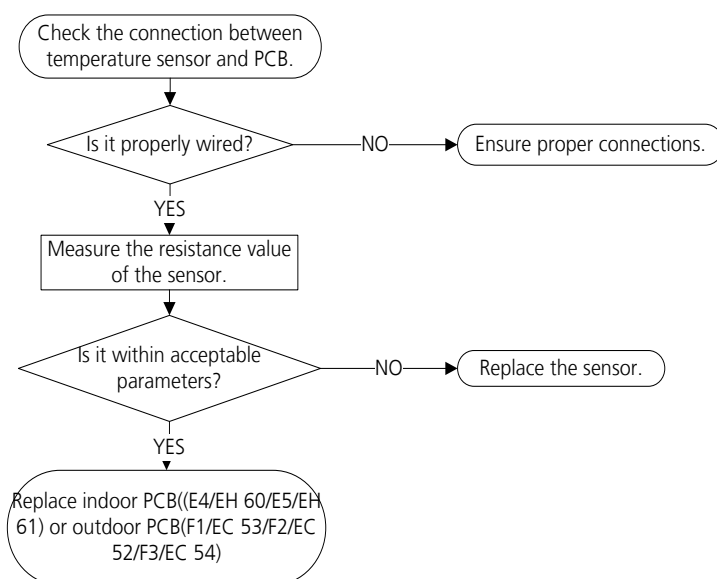 Check the connection between
temperature sensor and PCB.
Is it properly wired?
NO
Ensure proper connections.
YES
Measure the resistance value
of the sensor.
Is it within acceptable
parameters?
NO
Replace the sensor.
YES
Replace indoor PCB((E4/EH 60/E5/EH
61) or outdoor PCB(F1/EC 53/F2/EC
52/F3/EC 54)